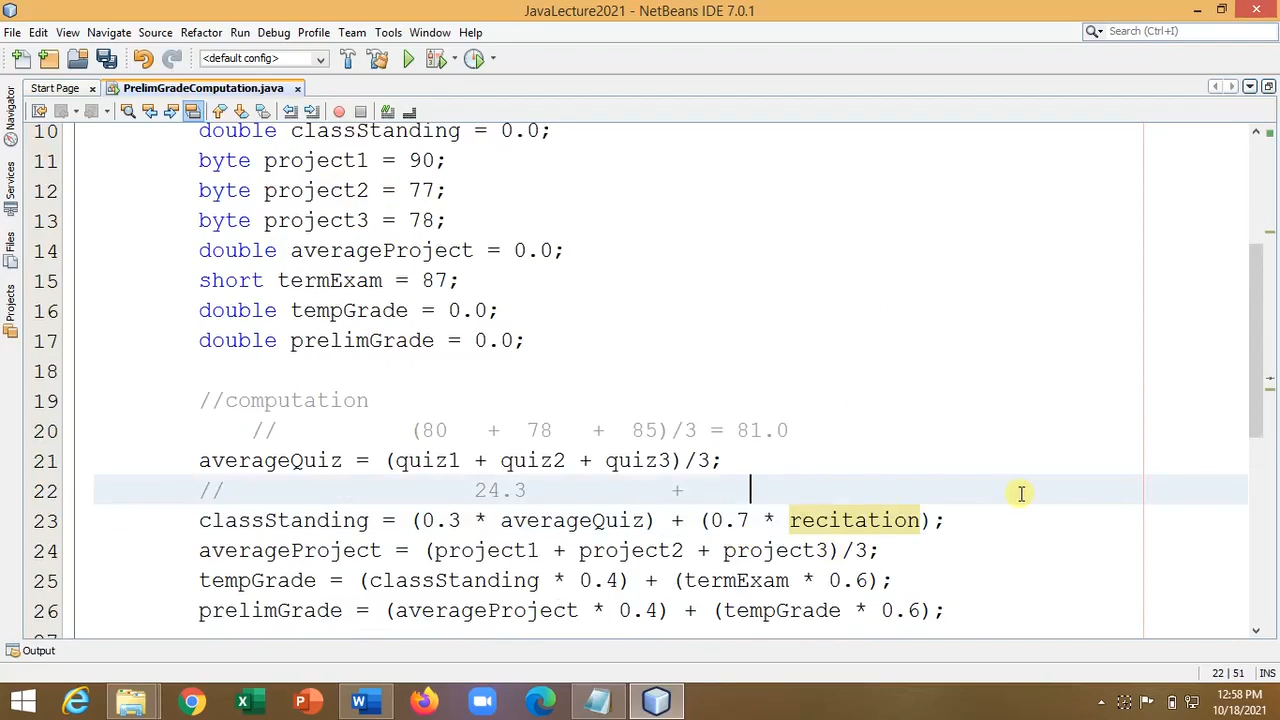 JavaLecture2021 - NetBeans IDE 7.0.1
File Edit View Navigate Source Refactor Run Debug Profile Team Tools Window Help
Search (Ctrl+I)
<default config>
Start Page
PrelimGradeComputation.java
Navigator
Services
Files
Projects
10 double classStanding = 0.0;
11 byte project1 = 90;
12 byte project2 = 77;
13 byte project3 = 78;
14 double averageProject = 0.0;
15 short termExam = 87;
16 double tempGrade = 0.0;
17 double prelimGrade = 0.0;
18
19 //computation
20 // (80 + 78 + 85)/3 = 81.0
21 averageQuiz = (quiz1 + quiz2 + quiz3)/3;
22 // 24.3 +
23 classStanding = (0.3 * averageQuiz) + (0.7 * recitation);
24 averageProject = (project1 + project2 + project3)/3;
25 tempGrade = (classStanding * 0.4) + (termExam * 0.6);
26 prelimGrade = (averageProject * 0.4) + (tempGrade * 0.6);
Output
22 | 51 INS
12:58 PM
10/18/2021